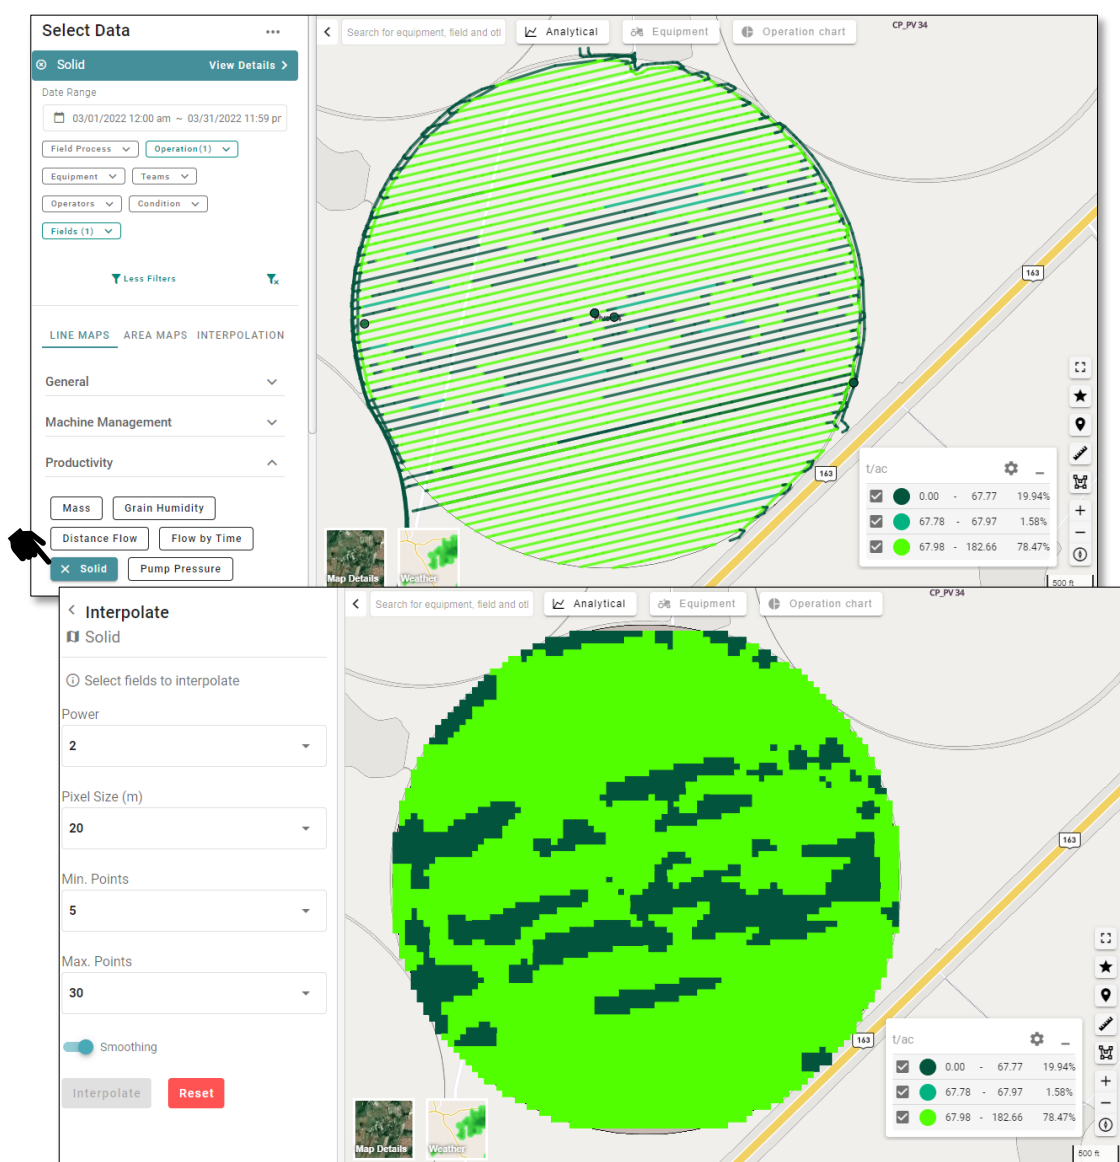 Select Data
Solid
View Details
Date Range
03/01/2022 12:00 am ~ 03/31/2022 11:59 pr
Field Process
Operation(1)
Equipment
Teams
Operators
Condition
Fields (1)
Less Filters
LINE MAPS
AREA MAPS
INTERPOLATION
General
Machine Management
Productivity
Mass
Grain Humidity
Distance Flow
Flow by Time
Solid
Pump Pressure
Search for equipment, field and oti
Analytical
Equipment
Operation chart
CP_PV 34
163
163
t/ac
0.00 - 67.77 19.94%
67.78 - 67.97 1.58%
67.98 - 182.66 78.47%
Map Details
Weather
500 ft
Interpolate
Solid
Select fields to interpolate
Power
2
Pixel Size (m)
20
Min. Points
5
Max. Points
30
Smoothing
Interpolate
Reset
Search for equipment, field and oti
Analytical
Equipment
Operation chart
CP_PV 34
163
163
t/ac
0.00 - 67.77 19.94%
67.78 - 67.97 1.58%
67.98 - 182.66 78.47%
Map Details
Weather
500 ft